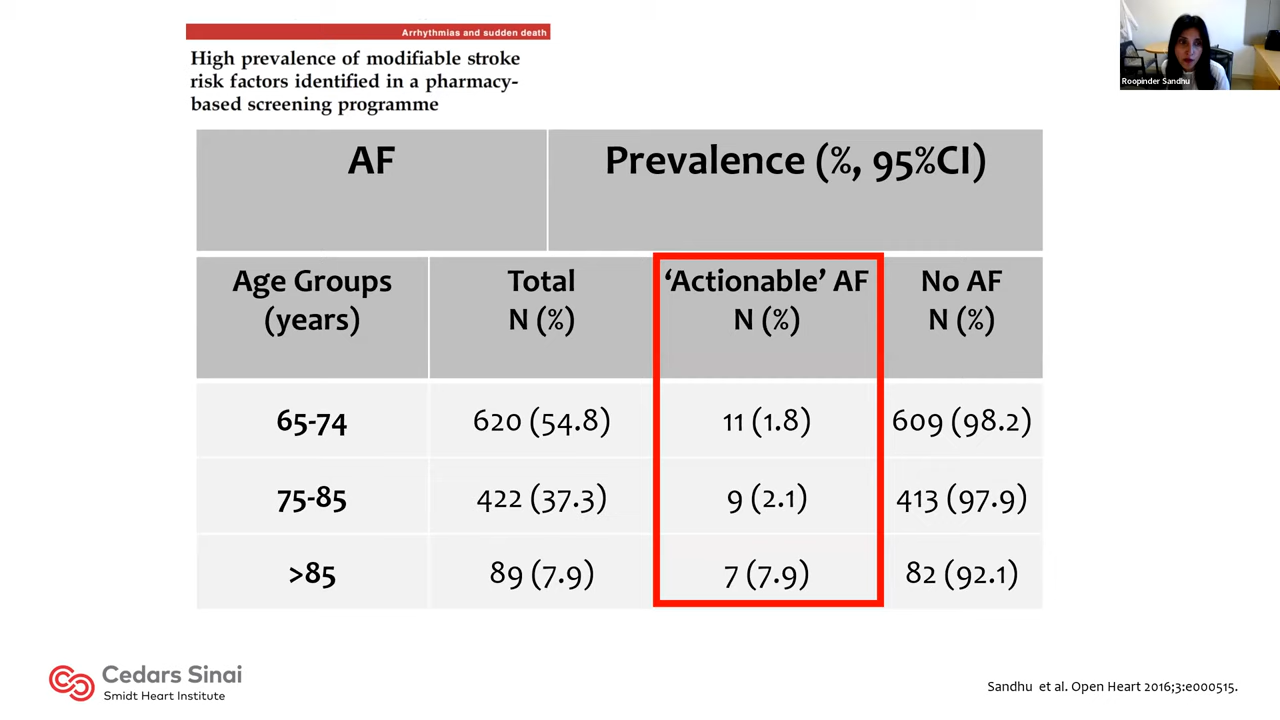 Arrhythmias and sudden death
High prevalence of modifiable stroke
risk factors identified in a pharmacy-
based screening programme
Roopinder Sandhu
AF
Prevalence (%, 95%CI)
Age Groups
(years)
Total
N (%)
‘Actionable’ AF
N (%)
No AF
N (%)
65-74
620 (54.8)
11 (1.8)
609 (98.2)
75-85
422 (37.3)
9 (2.1)
413 (97.9)
>85
89 (7.9)
7 (7.9)
82 (92.1)
Cedars Sinai
Smidt Heart Institute
Sandhu et al. Open Heart 2016;3:e000515.